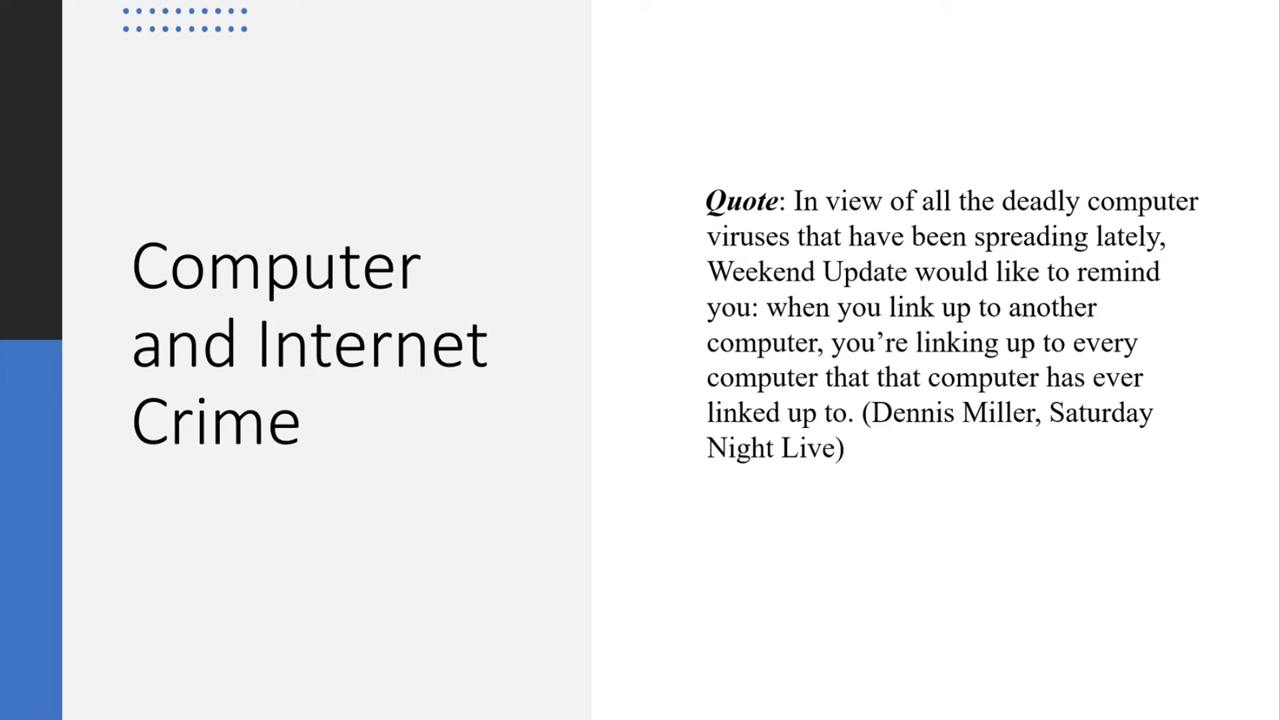 Computer
and Internet
Crime
Quote: In view of all the deadly computer
viruses that have been spreading lately,
Weekend Update would like to remind
you: when you link up to another
computer, you’re linking up to every
computer that that computer has ever
linked up to. (Dennis Miller, Saturday
Night Live)